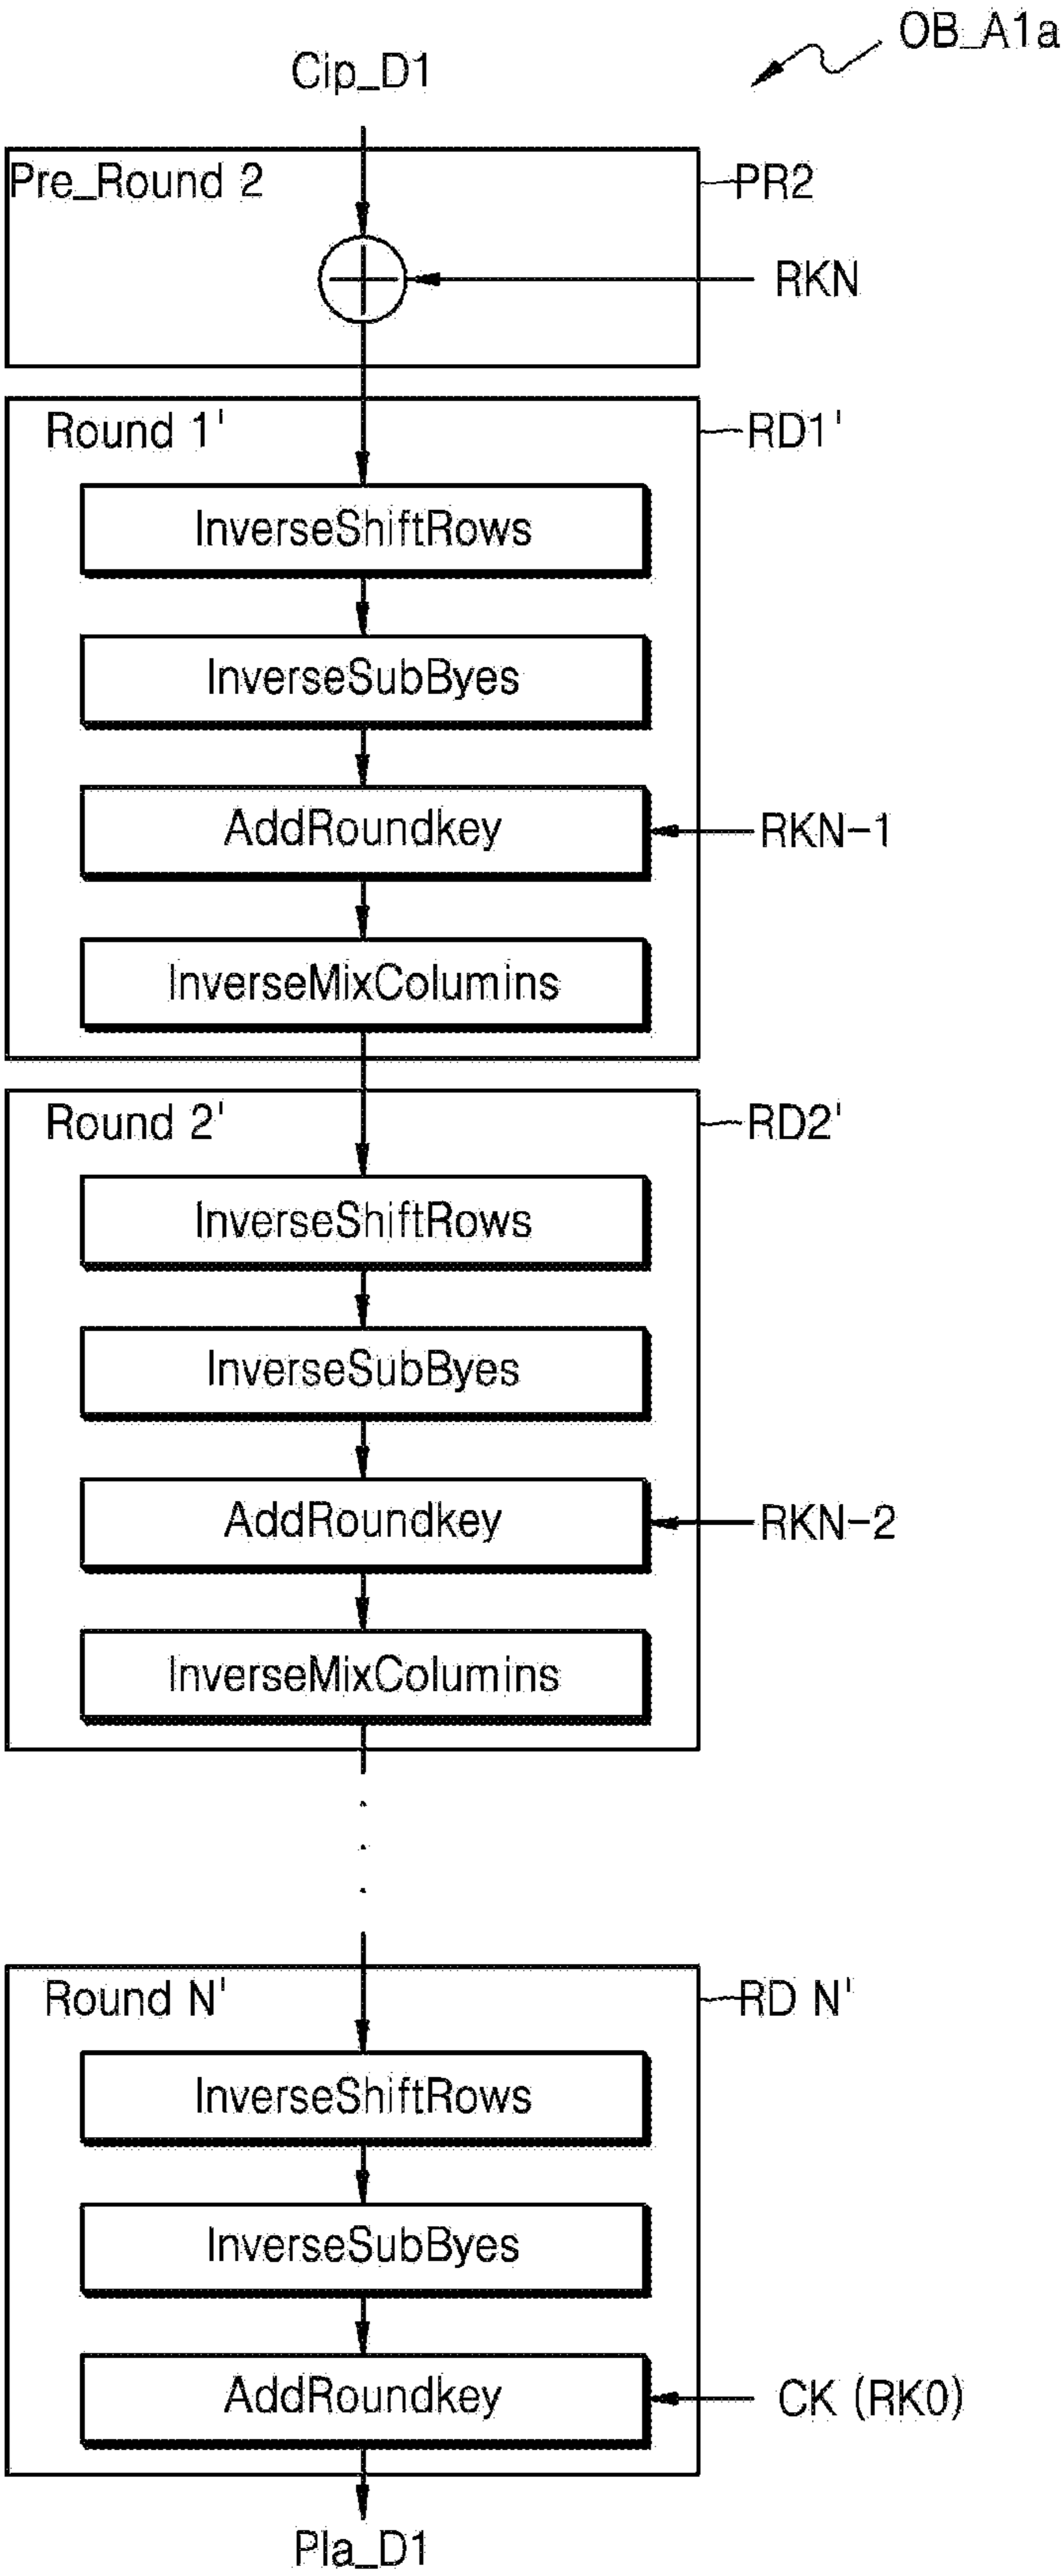 OB_A1a
Cip_D1
Pre_Round 2
PR2
RKN
Round 1'
RD1'
InverseShiftRows
InverseSubByes
AddRoundkey
RKN-1
InverseMixColumins
Round 2'
RD2'
InverseShiftRows
InverseSubByes
AddRoundkey
RKN-2
InverseMixColumins
Round N'
RD N'
InverseShiftRows
InverseSubByes
AddRoundkey
CK (RK0)
Pla_D1